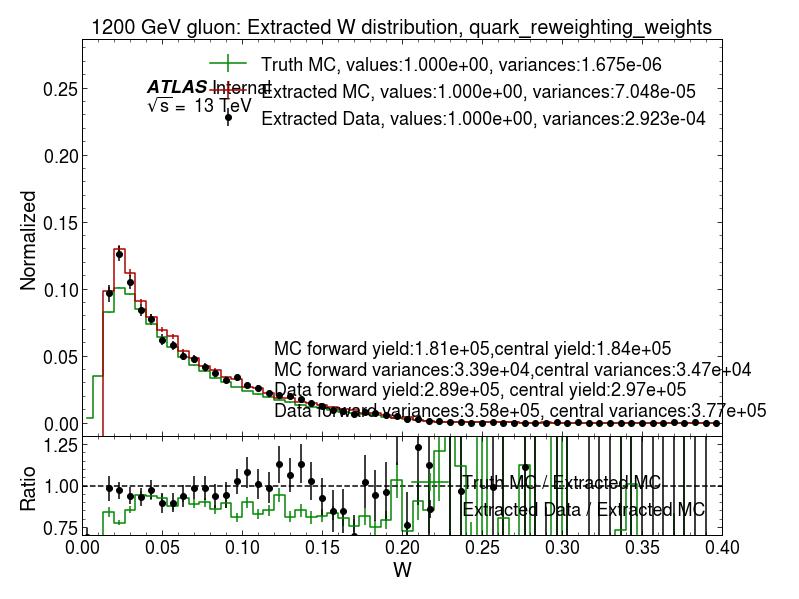 1200 GeV gluon: Extracted W distribution, quark_reweighting_weights
Truth MC, values:1.000e+00, variances:1.675e-06
ATLAS Internal
Extracted MC, values:1.000e+00, variances:7.048e-05
√s = 13 TeV
Extracted Data, values:1.000e+00, variances:2.923e-04
Normalized
0.25
0.20
0.15
0.10
0.05
0.00
MC forward yield:1.81e+05,central yield:1.84e+05
MC forward variances:3.39e+04,central variances:3.47e+04
Data forward yield:2.89e+05, central yield:2.97e+05
Data forward variances:3.58e+05, central variances:3.77e+05
Ratio
1.25
1.00
0.75
Truth MC / Extracted MC
Extracted Data / Extracted MC
0.00 0.05 0.10 0.15 0.20 0.25 0.30 0.35 0.40
W